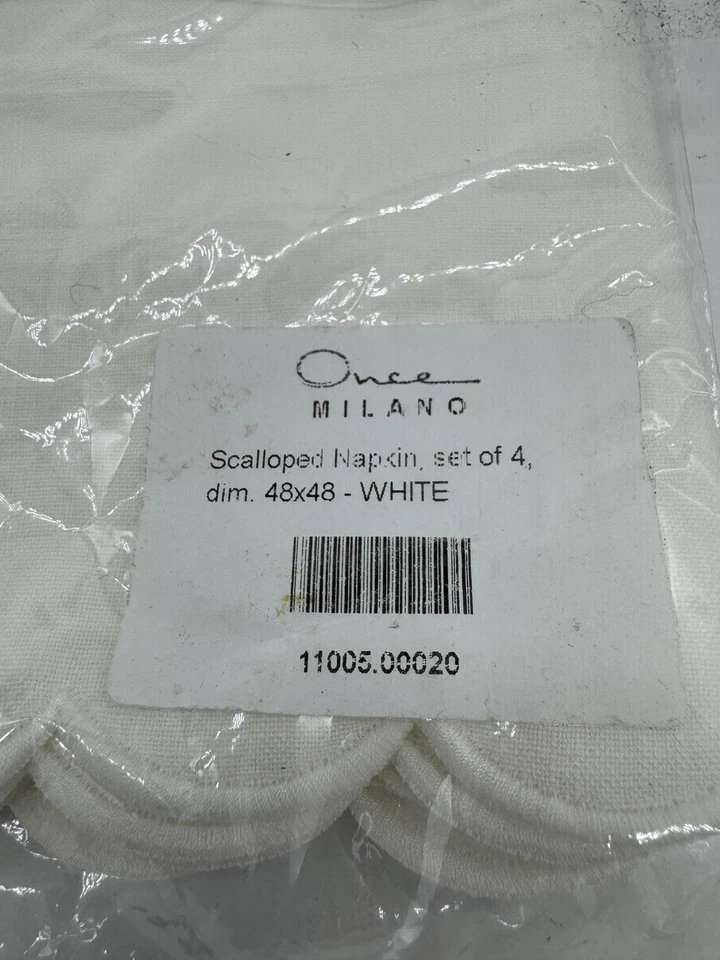 Once
MILANO
Scalloped Napkin, set of 4,
dim. 48x48 - WHITE
11005.00020